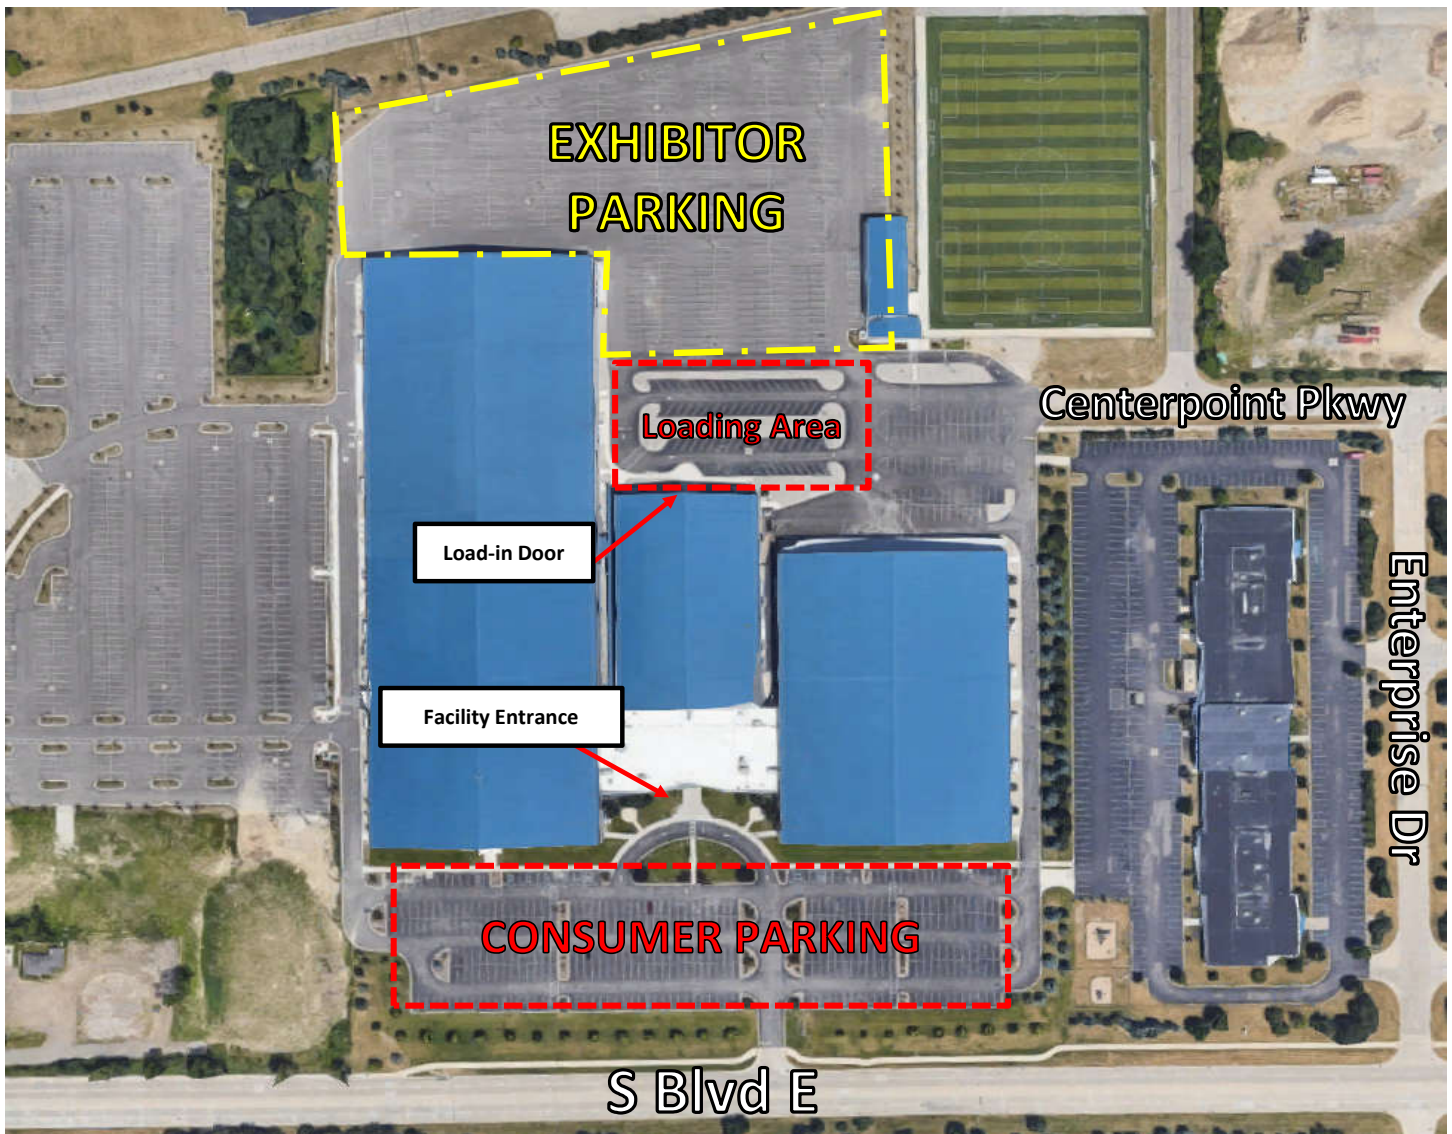 EXHIBITOR
PARKING
Centerpoint Pkwy
Loading Area
Load-in Door
Enterprise Dr
Facility Entrance
CONSUMER PARKING
S Blvd E